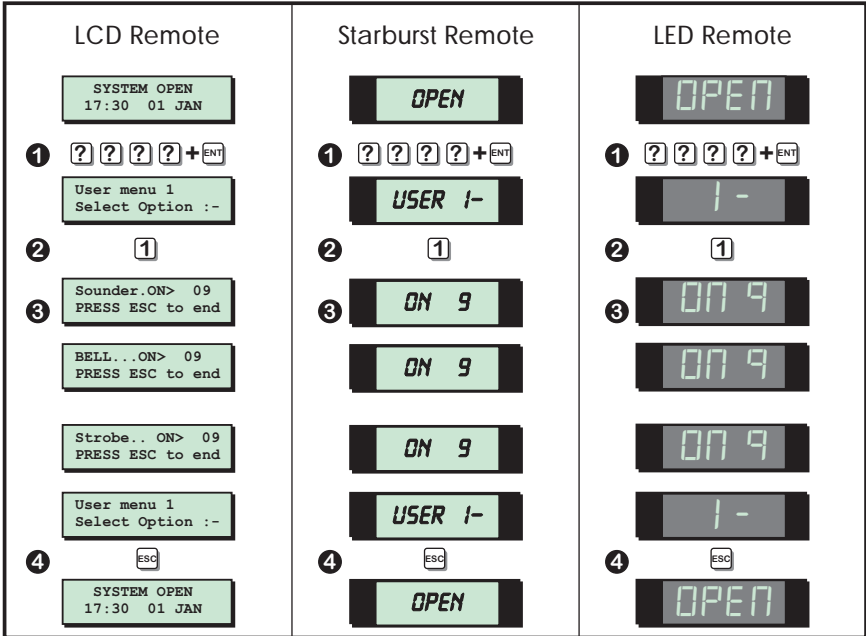 LCD Remote
SYSTEM OPEN
17:30 01 JAN
1 ? ? ? ? + ENT
User menu 1
Select Option :-
2 1
3 Sounder.ON> 09
PRESS ESC to end
BELL...ON> 09
PRESS ESC to end
Strobe.. ON> 09
PRESS ESC to end
User menu 1
Select Option :-
4 ESC
SYSTEM OPEN
17:30 01 JAN
Starburst Remote
OPEN
1 ? ? ? ? + ENT
USER 1-
2 1
3 ON 9
ON 9
ON 9
USER 1-
4 ESC
OPEN
LED Remote
OPEN
1 ? ? ? ? + ENT
1 -
2 1
3 ON 9
ON 9
ON 9
1 -
4 ESC
OPEN